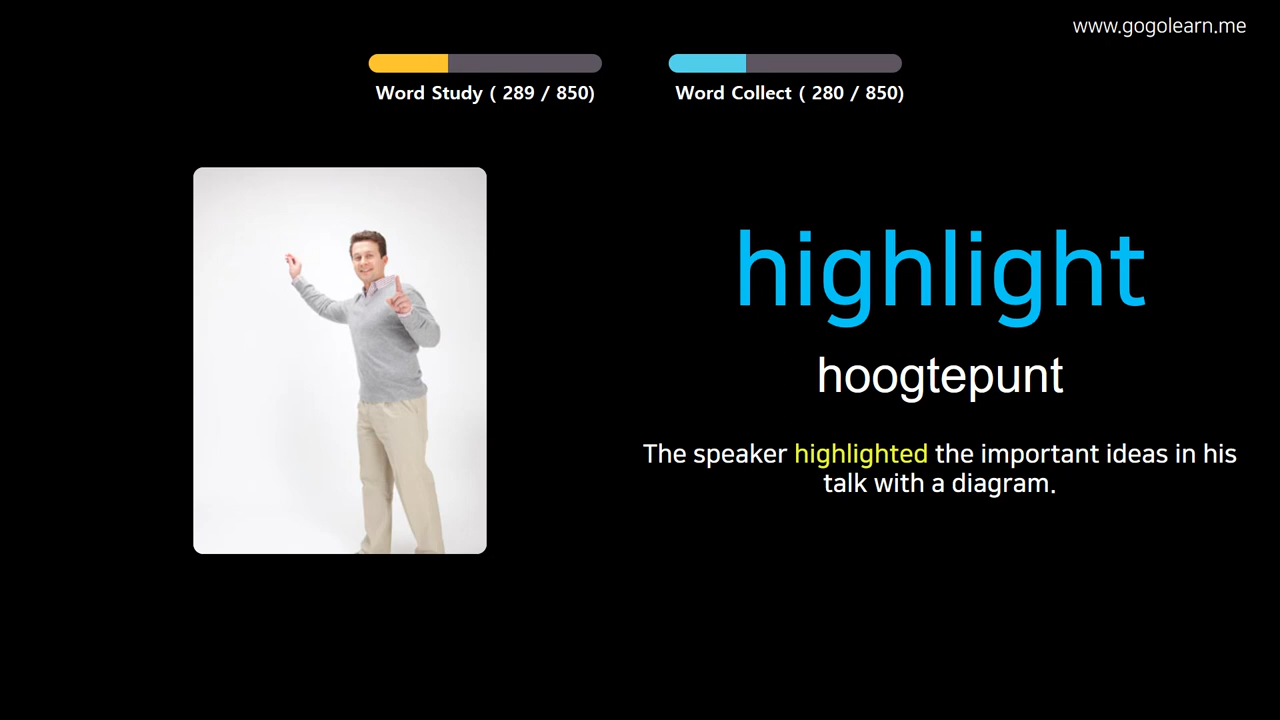 www.gogolearn.me
Word Study ( 289 / 850)
Word Collect ( 280 / 850)
highlight
hoogtepunt
The speaker highlighted the important ideas in his
talk with a diagram.